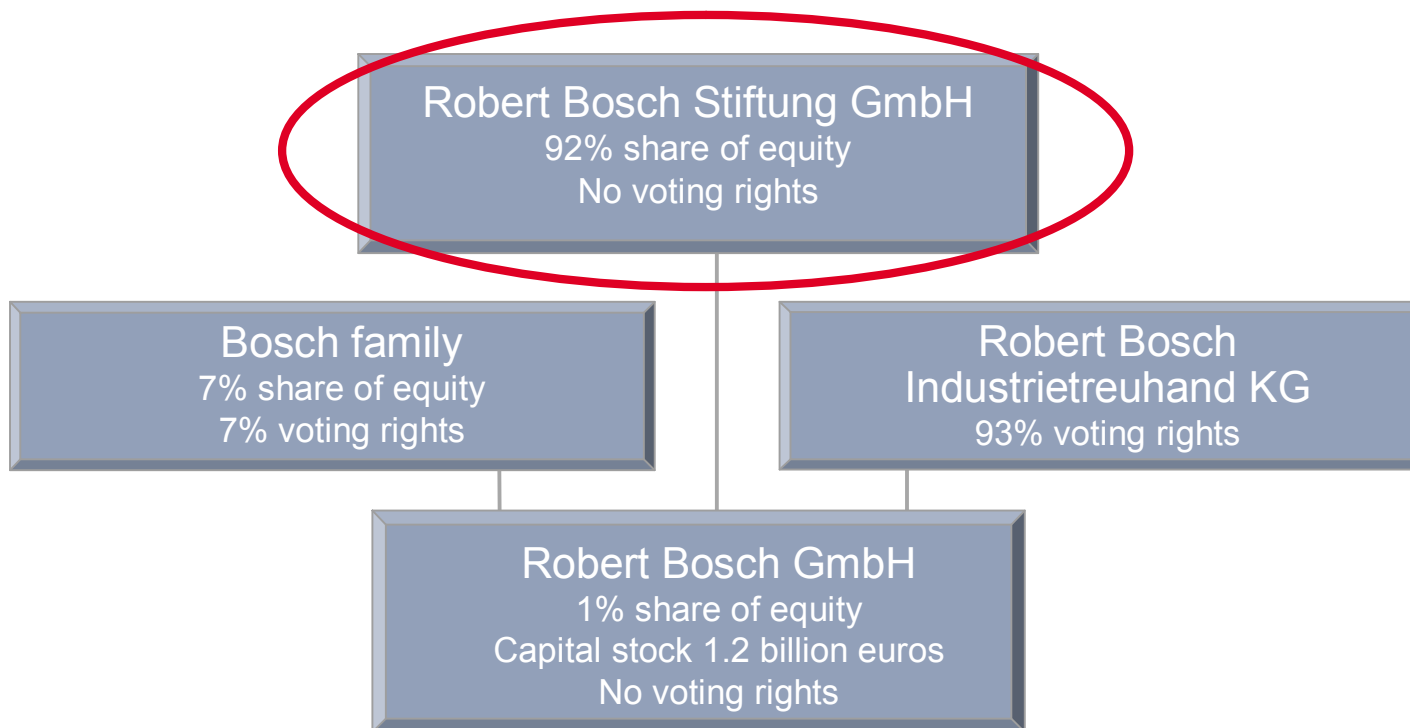 Robert Bosch Stiftung GmbH
92% share of equity
No voting rights
Bosch family
7% share of equity
7% voting rights
Robert Bosch
Industrietreuhand KG
93% voting rights
Robert Bosch GmbH
1% share of equity
Capital stock 1.2 billion euros
No voting rights